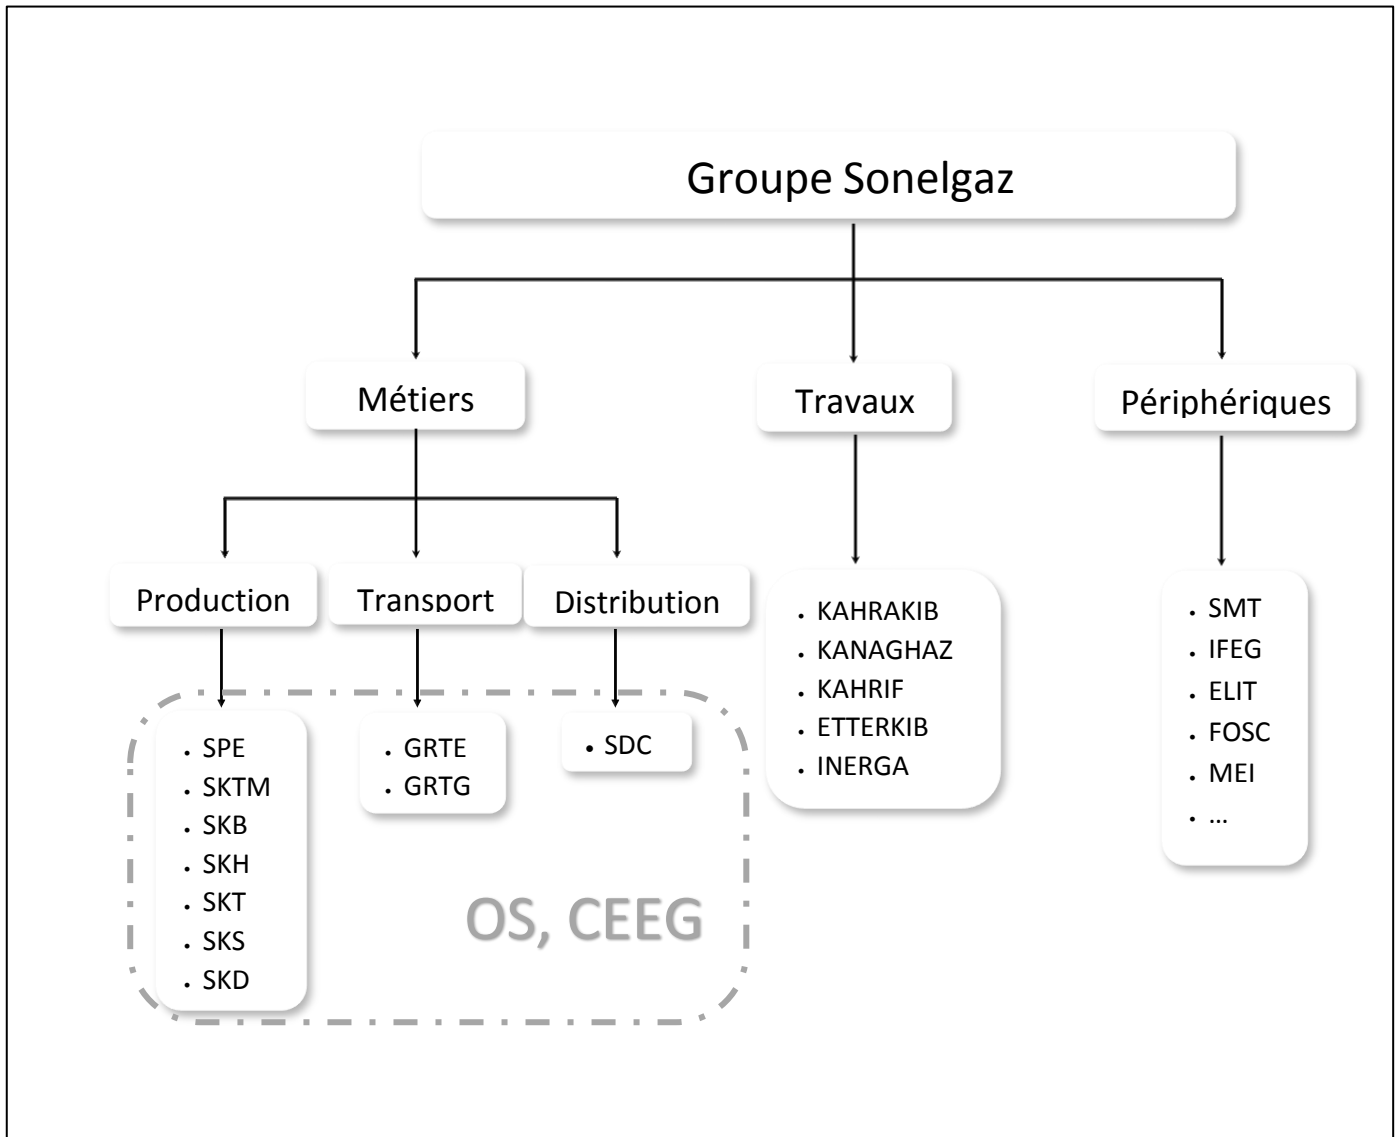 Groupe Sonelgaz
Métiers
Travaux
Périphériques
Production
Transport
Distribution
• SPE
• SKTM
• SKB
• SKH
• SKT
• SKS
• SKD
• GRTE
• GRTG
• SDC
OS, CEEG
• KAHRAKIB
• KANAGHAZ
• KAHRIF
• ETTERKIB
• INERGA
• SMT
• IFEG
• ELIT
• FOSC
• MEI
• ...